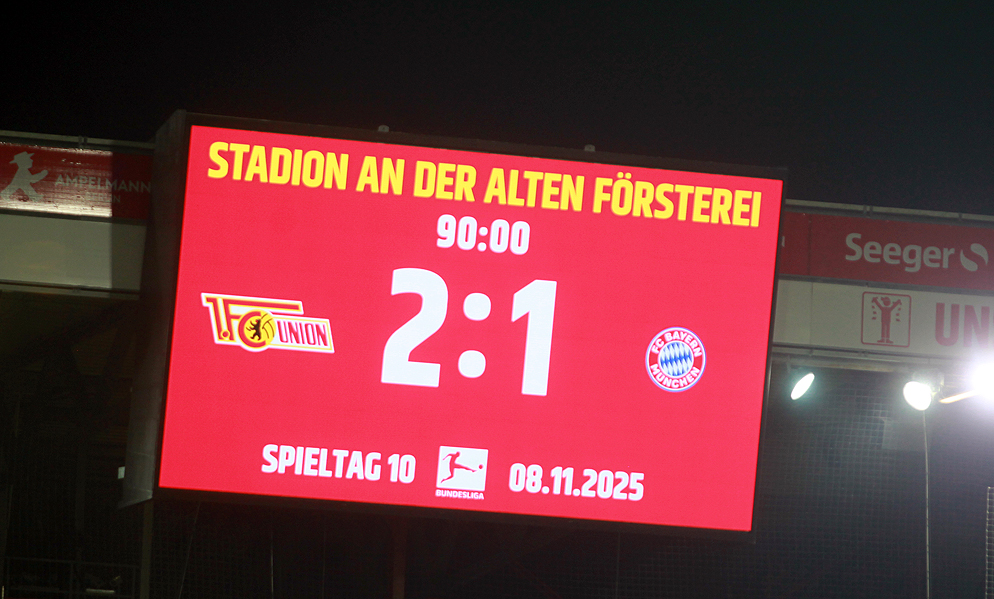 STADION AN DER ALTEN FÖRSTEREI
90:00
1.FC UNION
2:1
FC BAYERN
MÜNCHEN
SPIELTAG 10
BUNDESLIGA
08.11.2025
AMPELMANN
Seeger
UN